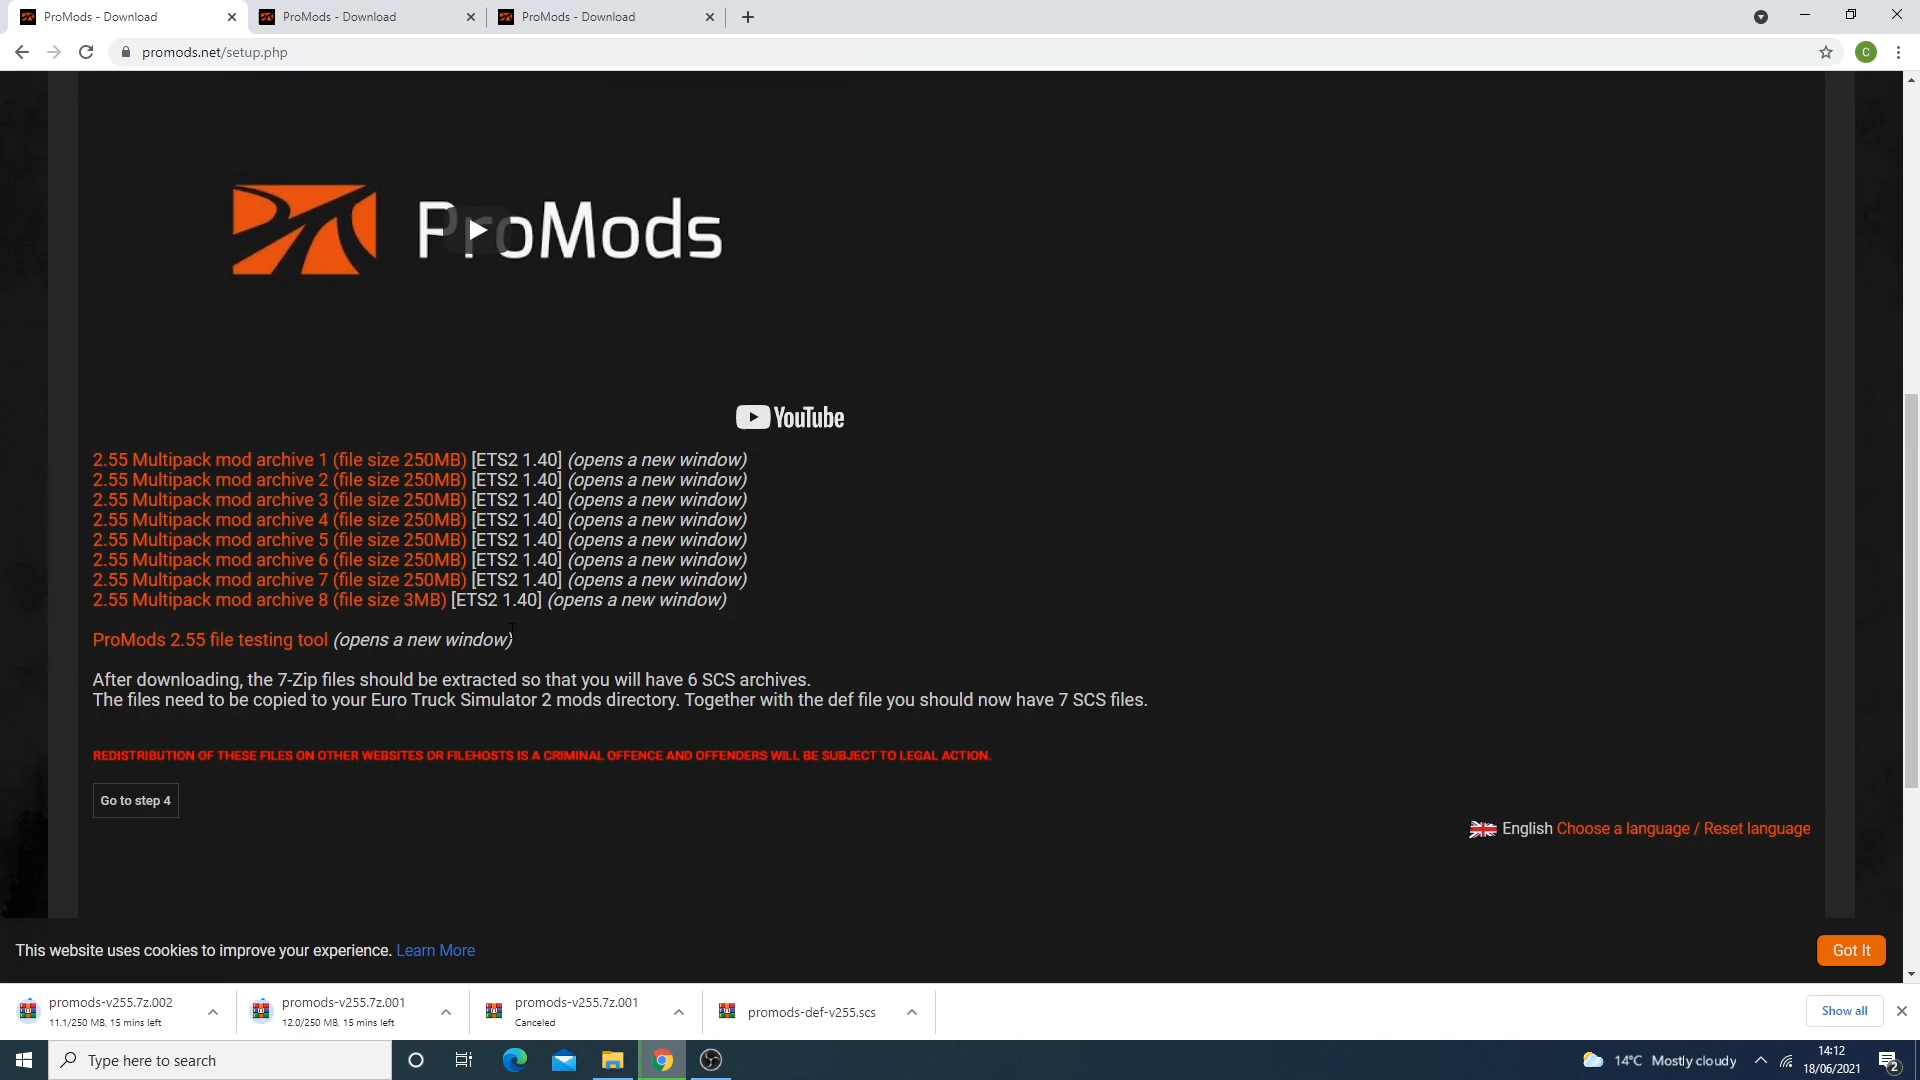 ProMods - Download
ProMods - Download
ProMods - Download
promods.net/setup.php
C
ProMods
YouTube
2.55 Multipack mod archive 1 (file size 250MB) [ETS2 1.40] (opens a new window)
2.55 Multipack mod archive 2 (file size 250MB) [ETS2 1.40] (opens a new window)
2.55 Multipack mod archive 3 (file size 250MB) [ETS2 1.40] (opens a new window)
2.55 Multipack mod archive 4 (file size 250MB) [ETS2 1.40] (opens a new window)
2.55 Multipack mod archive 5 (file size 250MB) [ETS2 1.40] (opens a new window)
2.55 Multipack mod archive 6 (file size 250MB) [ETS2 1.40] (opens a new window)
2.55 Multipack mod archive 7 (file size 250MB) [ETS2 1.40] (opens a new window)
2.55 Multipack mod archive 8 (file size 3MB) [ETS2 1.40] (opens a new window)
ProMods 2.55 file testing tool (opens a new window)
After downloading, the 7-Zip files should be extracted so that you will have 6 SCS archives.
The files need to be copied to your Euro Truck Simulator 2 mods directory. Together with the def file you should now have 7 SCS files.
REDISTRIBUTION OF THESE FILES ON OTHER WEBSITES OR FILEHOSTS IS A CRIMINAL OFFENCE AND OFFENDERS WILL BE SUBJECT TO LEGAL ACTION.
Go to step 4
English Choose a language / Reset language
This website uses cookies to improve your experience. Learn More
Got It
promods-v255.7z.002
11.1/250 MB, 15 mins left
promods-v255.7z.001
12.0/250 MB, 15 mins left
promods-v255.7z.001
Canceled
promods-def-v255.scs
Show all
Type here to search
14°C Mostly cloudy
14:12
18/06/2021
2